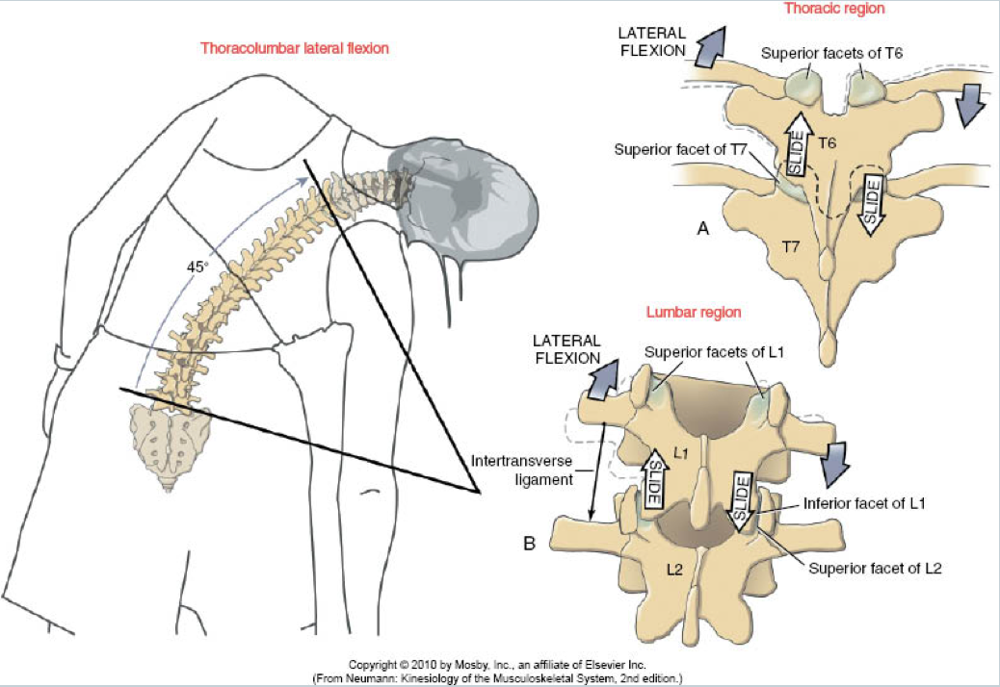 Thoracolumbar lateral flexion
45°
Thoracic region
LATERAL
FLEXION
Superior facets of T6
T6
SLIDE
Superior facet of T7
SLIDE
A
T7
Lumbar region
LATERAL
FLEXION
Superior facets of L1
L1
Intertransverse
ligament
SLIDE
SLIDE
Inferior facet of L1
B
L2
Superior facet of L2
Copyright © 2010 by Mosby, Inc., an affiliate of Elsevier Inc.
(From Neumann: Kinesiology of the Musculoskeletal System, 2nd edition.)